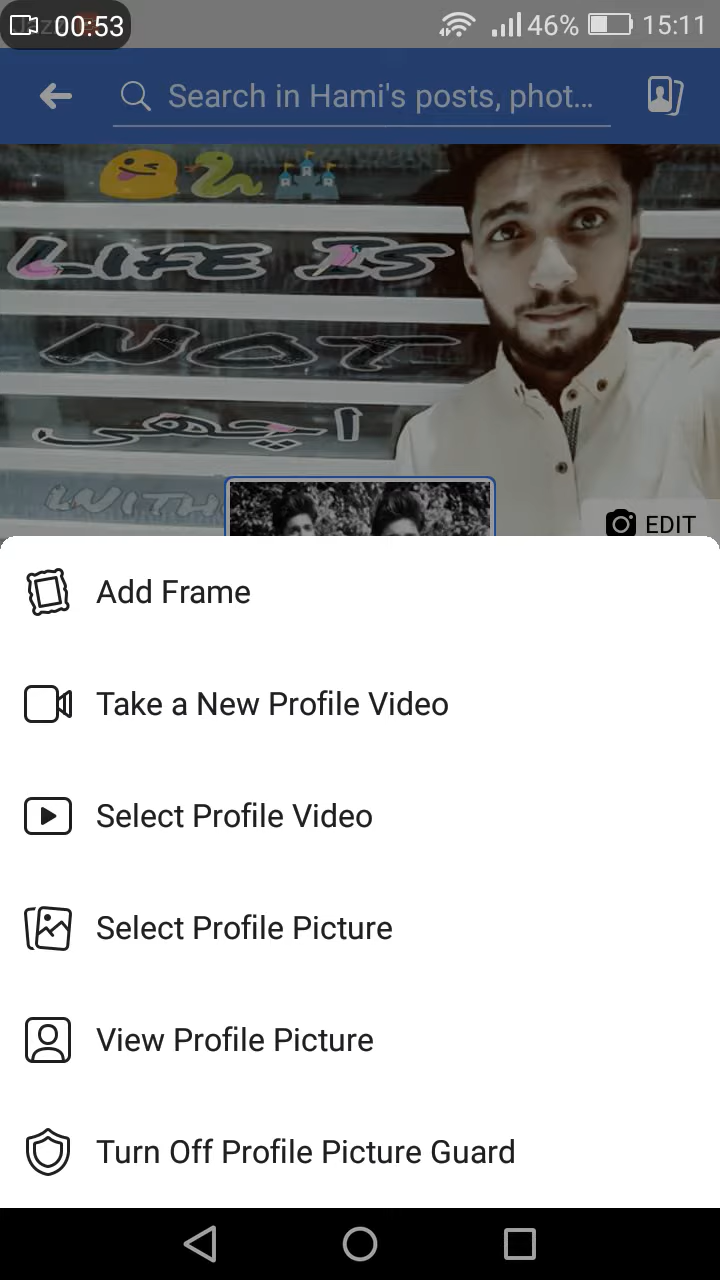 00:53
46%
15:11
Search in Hami's posts, phot...
LIFE IS
NOT
اچھی
WITH
EDIT
Add Frame
Take a New Profile Video
Select Profile Video
Select Profile Picture
View Profile Picture
Turn Off Profile Picture Guard